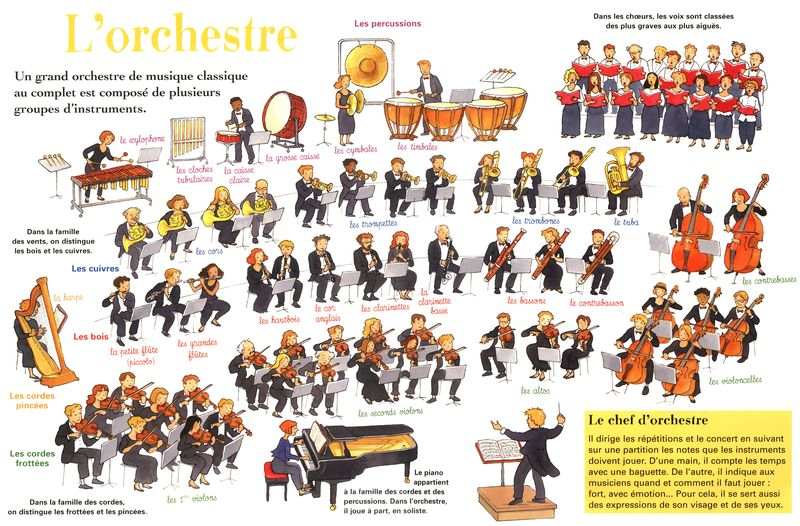 L'orchestre
Un grand orchestre de musique classique
au complet est composé de plusieurs
groupes d'instruments.
Les percussions
Dans les chœurs, les voix sont classées
des plus graves aux plus aiguës.
le xylophone
les cloches
tubulaires
la caisse
claire
la grosse caisse
les cymbales
les timbales
Dans la famille
des vents, on distingue
les bois et les cuivres.
Les cuivres
les cors
les trompettes
les trombones
le tuba
les contrebasses
la harpe
Les bois
la petite flûte
(piccolo)
les grandes
flûtes
les hautbois
le cor
anglais
les clarinettes
la
clarinette
basse
les bassons
le contrebasson
Les cordes
pincées
les seconds violons
les altos
les violoncelles
Les cordes
frottées
les 1ers violons
Dans la famille des cordes,
on distingue les frottées et les pincées.
Le piano
appartient
à la famille des cordes et des
percussions. Dans l'orchestre,
il joue à part, en soliste.
Le chef d'orchestre
Il dirige les répétitions et le concert en suivant
sur une partition les notes que les instruments
doivent jouer. D'une main, il compte les temps
avec une baguette. De l'autre, il indique aux
musiciens quand et comment il faut jouer :
fort, avec émotion... Pour cela, il se sert aussi
des expressions de son visage et de ses yeux.